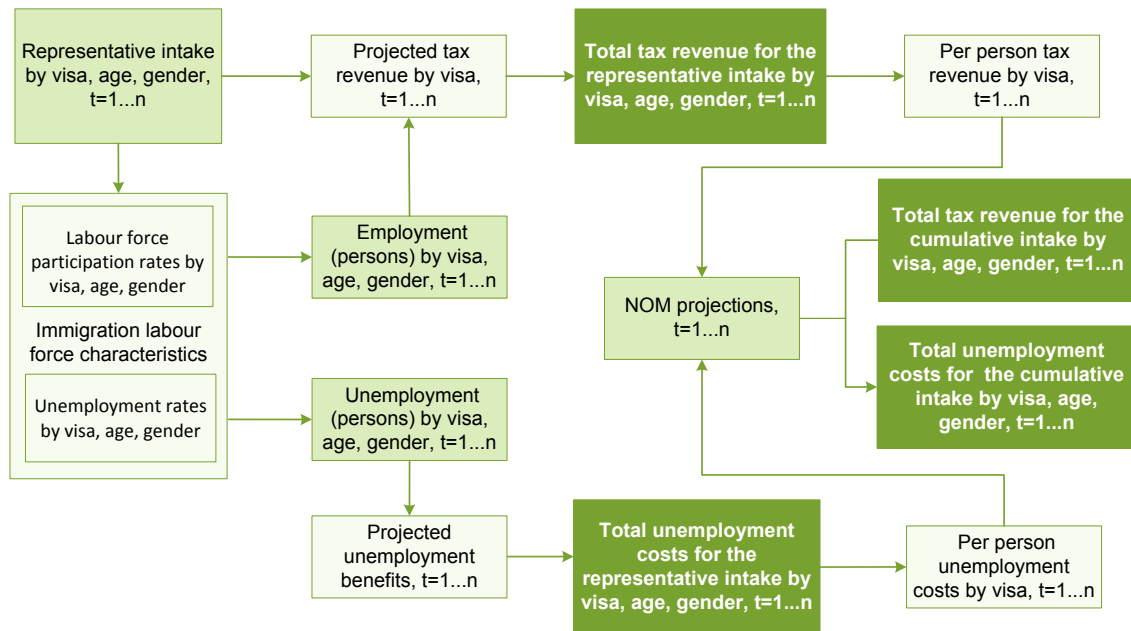 Representative intake
by visa, age, gender,
t=1...n
Projected tax
revenue by visa,
t=1...n
Total tax revenue for the
representative intake by
visa, age, gender, t=1...n
Per person tax
revenue by visa,
t=1...n
Labour force
participation rates by
visa, age, gender
Immigration labour
force characteristics
Unemployment rates
by visa, age, gender
Employment
(persons) by visa,
age, gender, t=1...n
Unemployment
(persons) by visa,
age, gender, t=1...n
NOM projections,
t=1...n
Total tax revenue for the
cumulative intake by
visa, age, gender, t=1...n
Total unemployment
costs for the cumulative
intake by visa, age,
gender, t=1...n
Projected
unemployment
benefits, t=1...n
Total unemployment
costs for the
representative intake by
visa, age, gender, t=1...n
Per person
unemployment
costs by visa, t=1...n